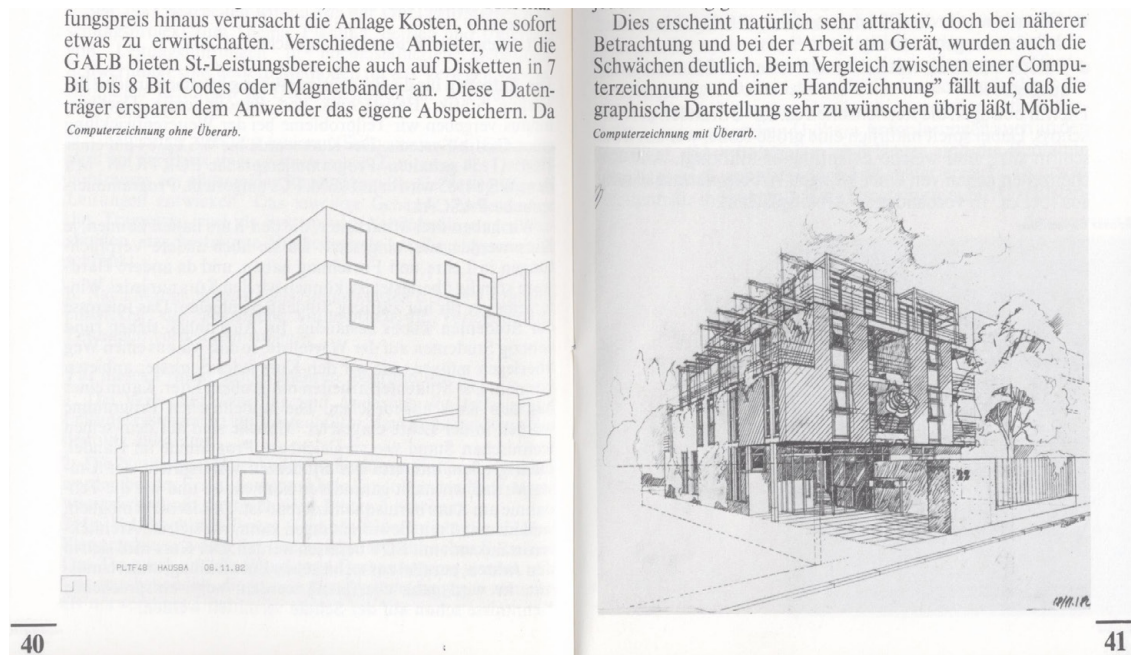 fungspreis hinaus verursacht die Anlage Kosten, ohne sofort
etwas zu erwirtschaften. Verschiedene Anbieter, wie die
GAEB bieten St.-Leistungsbereiche auch auf Disketten in 7
Bit bis 8 Bit Codes oder Magnetbänder an. Diese Daten-
träger ersparen dem Anwender das eigene Abspeichern. Da
Computerzeichnung ohne Überarb.
PLTF48 HAUSBA 06.11.82
40
Dies erscheint natürlich sehr attraktiv, doch bei näherer
Betrachtung und bei der Arbeit am Gerät, wurden auch die
Schwächen deutlich. Beim Vergleich zwischen einer Compu-
terzeichnung und einer „Handzeichnung" fällt auf, daß die
graphische Darstellung sehr zu wünschen übrig läßt. Möblie-
Computerzeichnung mit Überarb.
41